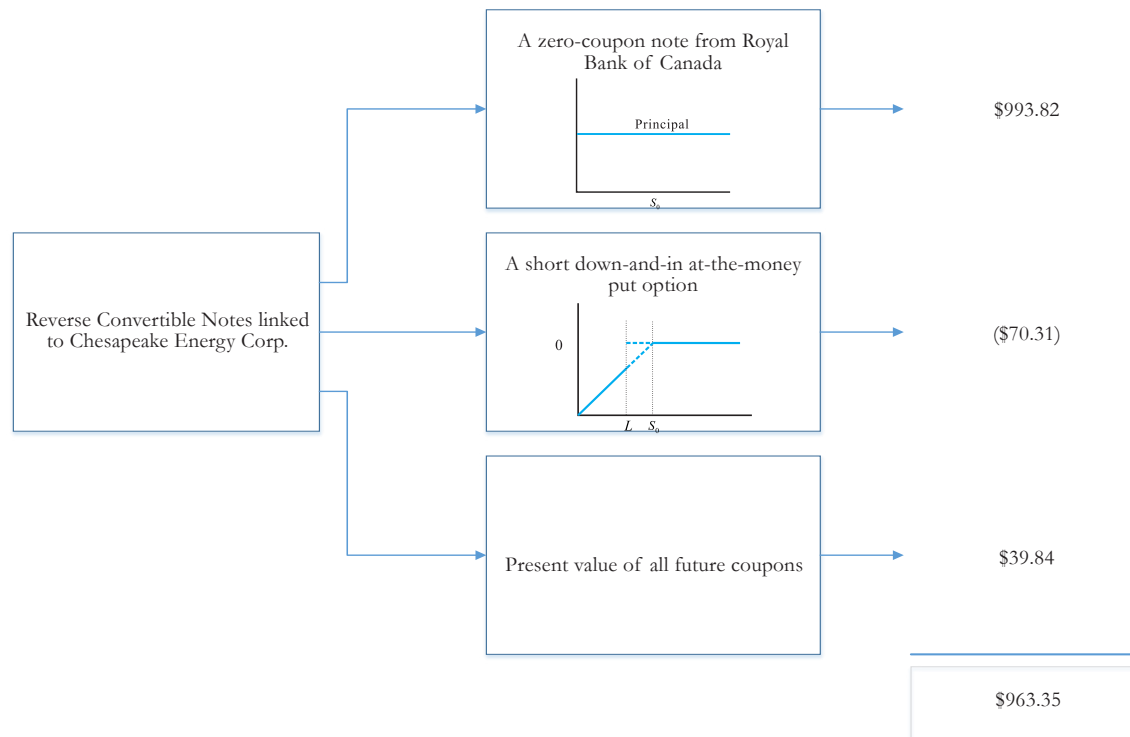 A zero-coupon note from Royal
Bank of Canada
Principal
S₀
$993.82
Reverse Convertible Notes linked
to Chesapeake Energy Corp.
A short down-and-in at-the-money
put option
0
L S₀
($70.31)
Present value of all future coupons
$39.84
$963.35